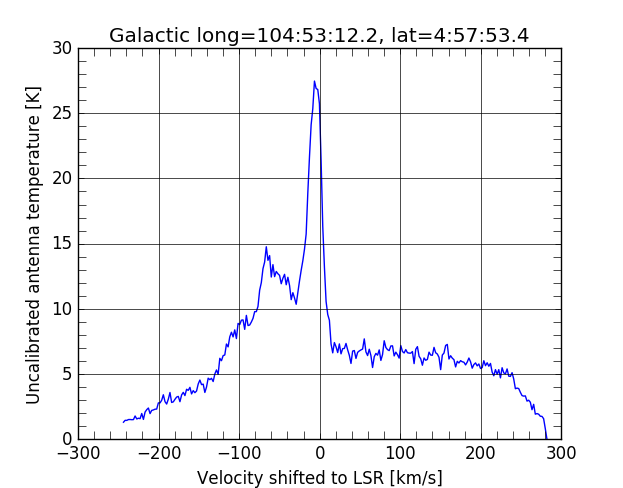 Galactic long=104:53:12.2, lat=4:57:53.4
30
25
20
15
10
5
0
Uncalibrated antenna temperature [K]
−300 −200 −100 0 100 200 300
Velocity shifted to LSR [km/s]